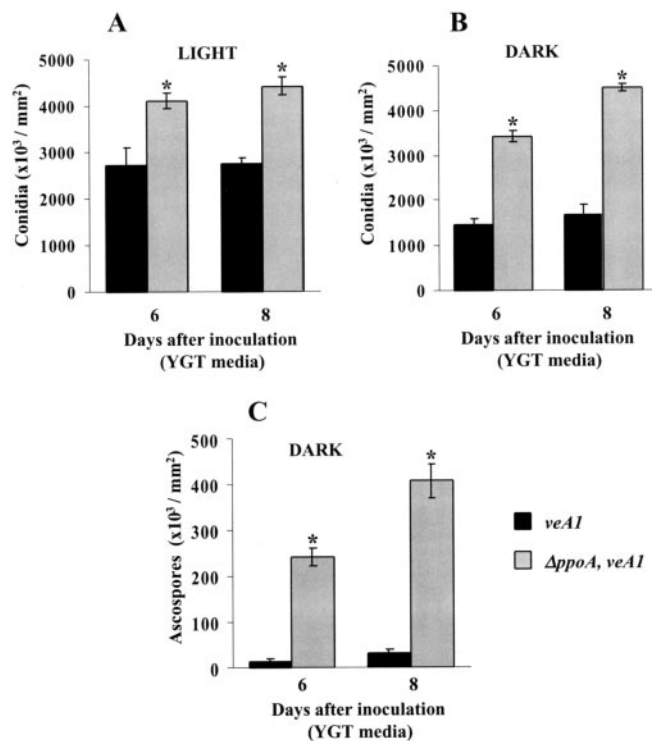 A
LIGHT
Conidia (x10³ / mm²)
5000
4000
3000
2000
1000
0
*
*
6
8
Days after inoculation
(YGT media)
B
DARK
Conidia (x10³ / mm²)
5000
4000
3000
2000
1000
0
*
*
6
8
Days after inoculation
(YGT media)
C
DARK
Ascospores (x10³ / mm²)
500
400
300
200
100
0
*
*
6
8
Days after inoculation
(YGT media)
veA1
ΔppoA, veA1